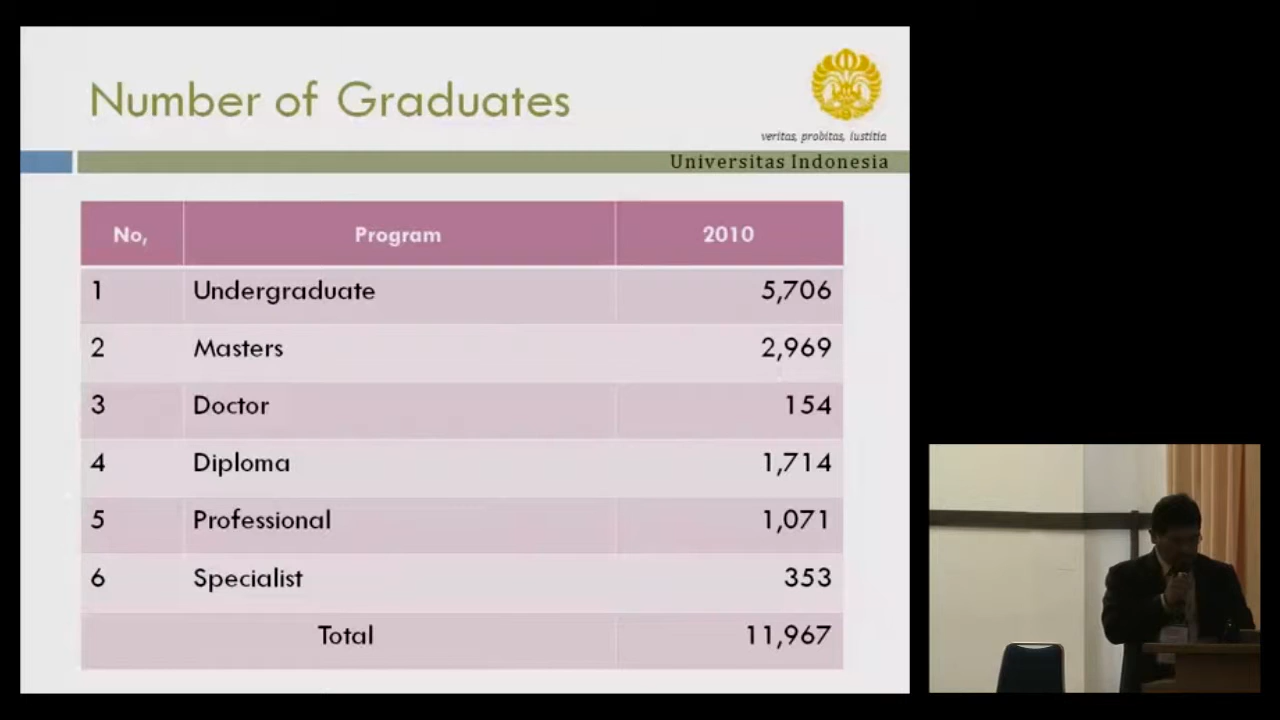 Number of Graduates
veritas, probitas, iustitia
Universitas Indonesia
No, Program 2010
1 Undergraduate 5,706
2 Masters 2,969
3 Doctor 154
4 Diploma 1,714
5 Professional 1,071
6 Specialist 353
Total 11,967